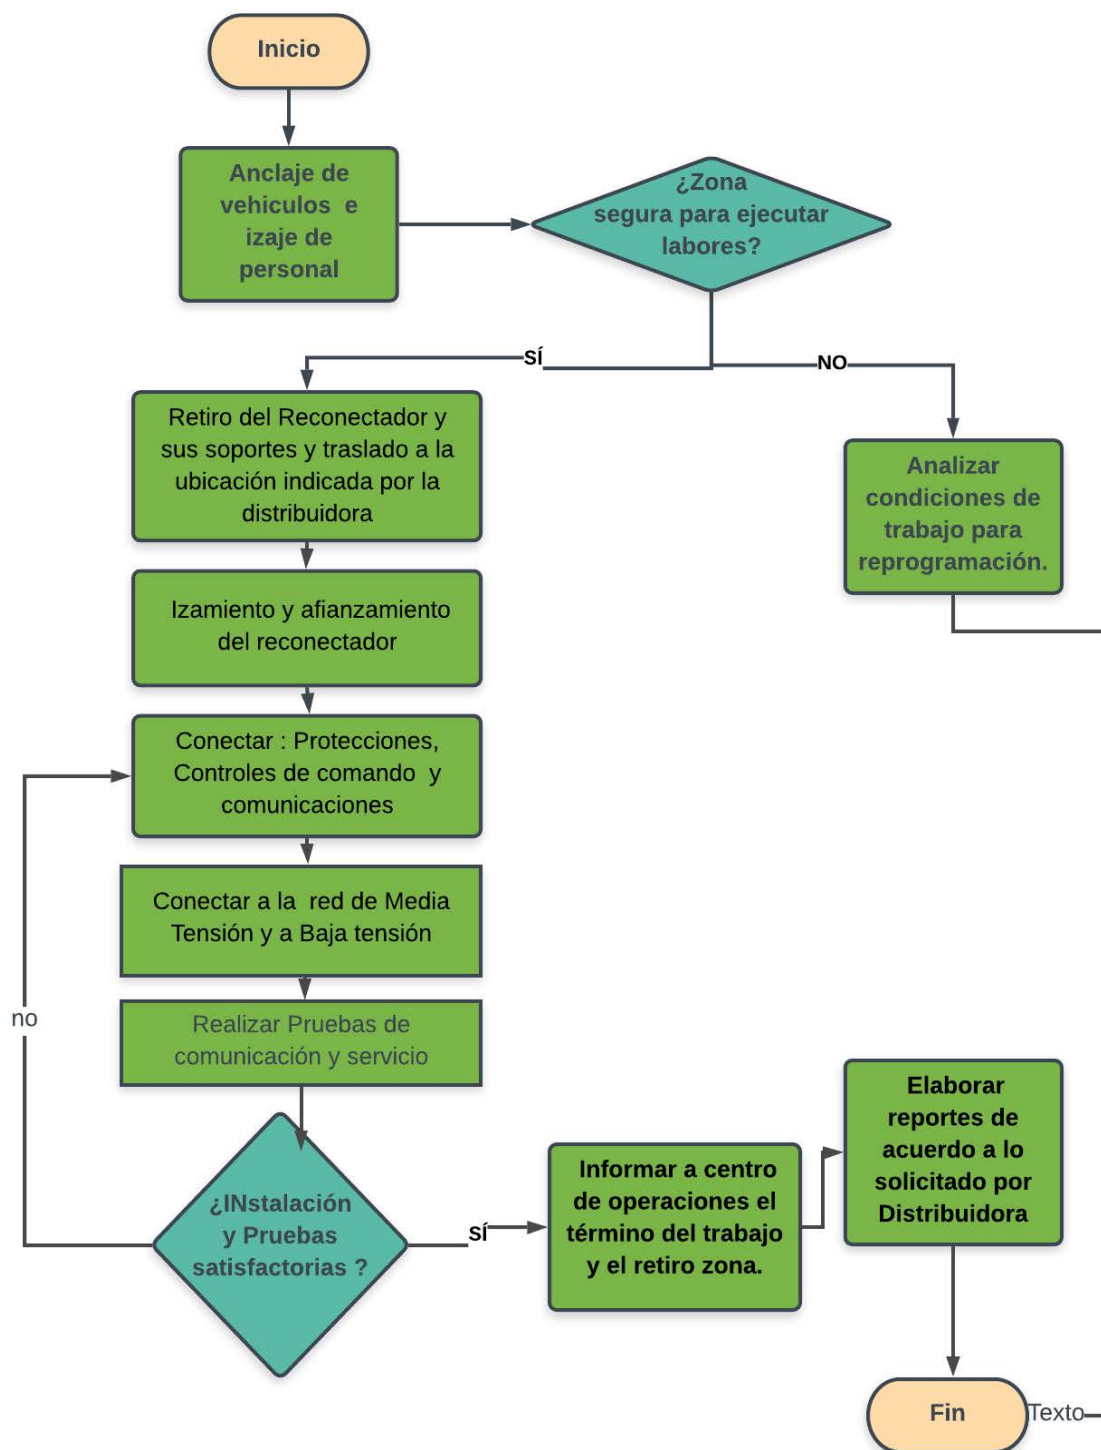 Inicio
Anclaje de
vehiculos e
izaje de
personal
¿Zona
segura para ejecutar
labores?
SÍ
NO
Retiro del Reconectador y
sus soportes y traslado a la
ubicación indicada por la
distribuidora
Analizar
condiciones de
trabajo para
reprogramación.
Izamiento y afianzamiento
del reconectador
Conectar : Protecciones,
Controles de comando y
comunicaciones
Conectar a la red de Media
Tensión y a Baja tensión
no
Realizar Pruebas de
comunicación y servicio
¿INstalación
y Pruebas
satisfactorias ?
SÍ
Informar a centro
de operaciones el
término del trabajo
y el retiro zona.
Elaborar
reportes de
acuerdo a lo
solicitado por
Distribuidora
Fin
Texto